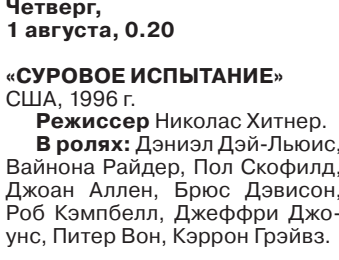 Четверг,
1 августа, 0.20
«СУРОВОЕ ИСПЫТАНИЕ»
США, 1996 г.
Режиссер Николас Хитнер.
В ролях: Дэниэл Дэй-Льюис,
Вайнона Райдер, Пол Скофилд,
Джоан Аллен, Брюс Дэвисон,
Роб Кэмпбелл, Джеффри Джо-
унс, Питер Вон, Кэррон Грэйвз.